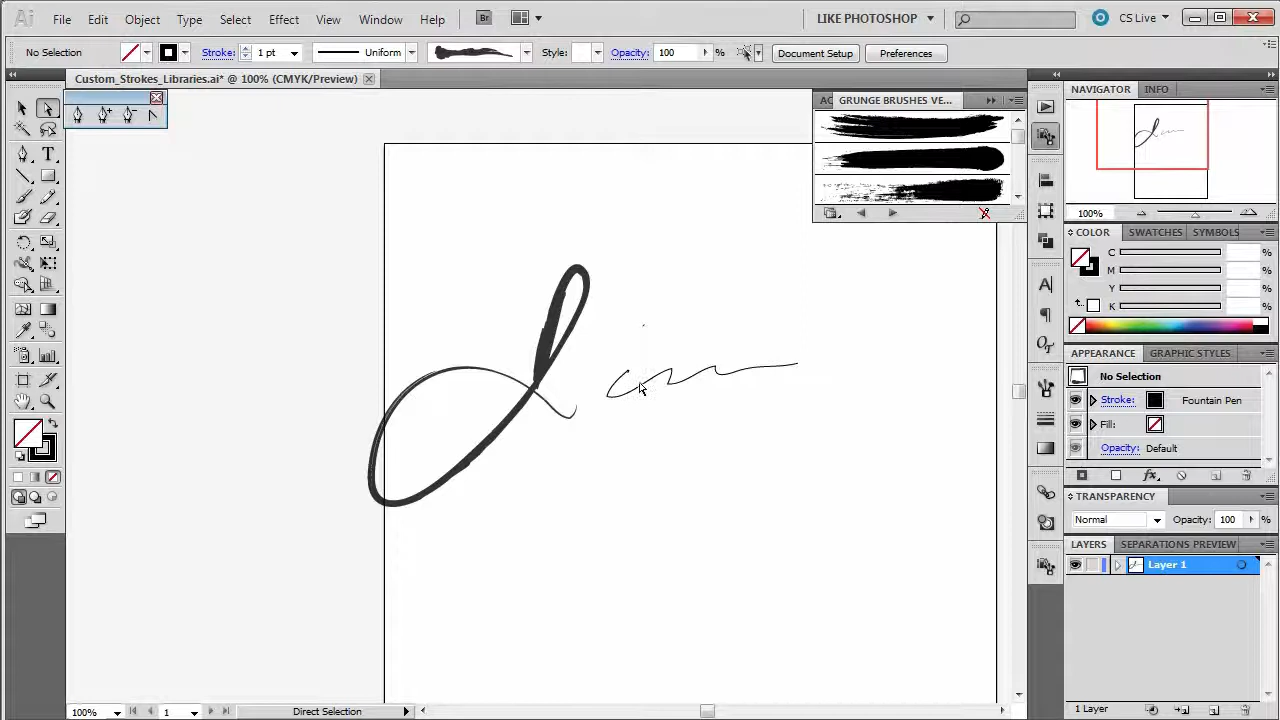 Ai File Edit Object Type Select Effect View Window Help Br LIKE PHOTOSHOP CS Live
No Selection Stroke: 1 pt Uniform Style: Opacity: 100 % Document Setup Preferences
Custom_Strokes_Libraries.ai* @ 100% (CMYK/Preview)
GRUNGE BRUSHES VE...
NAVIGATOR INFO
100%
COLOR SWATCHES SYMBOLS
C %
M %
Y %
K %
APPEARANCE GRAPHIC STYLES
No Selection
Stroke: Fountain Pen
Fill:
Opacity: Default
TRANSPARENCY
Normal Opacity: 100 %
LAYERS SEPARATIONS PREVIEW
Layer 1
1 Layer
100% 1 Direct Selection